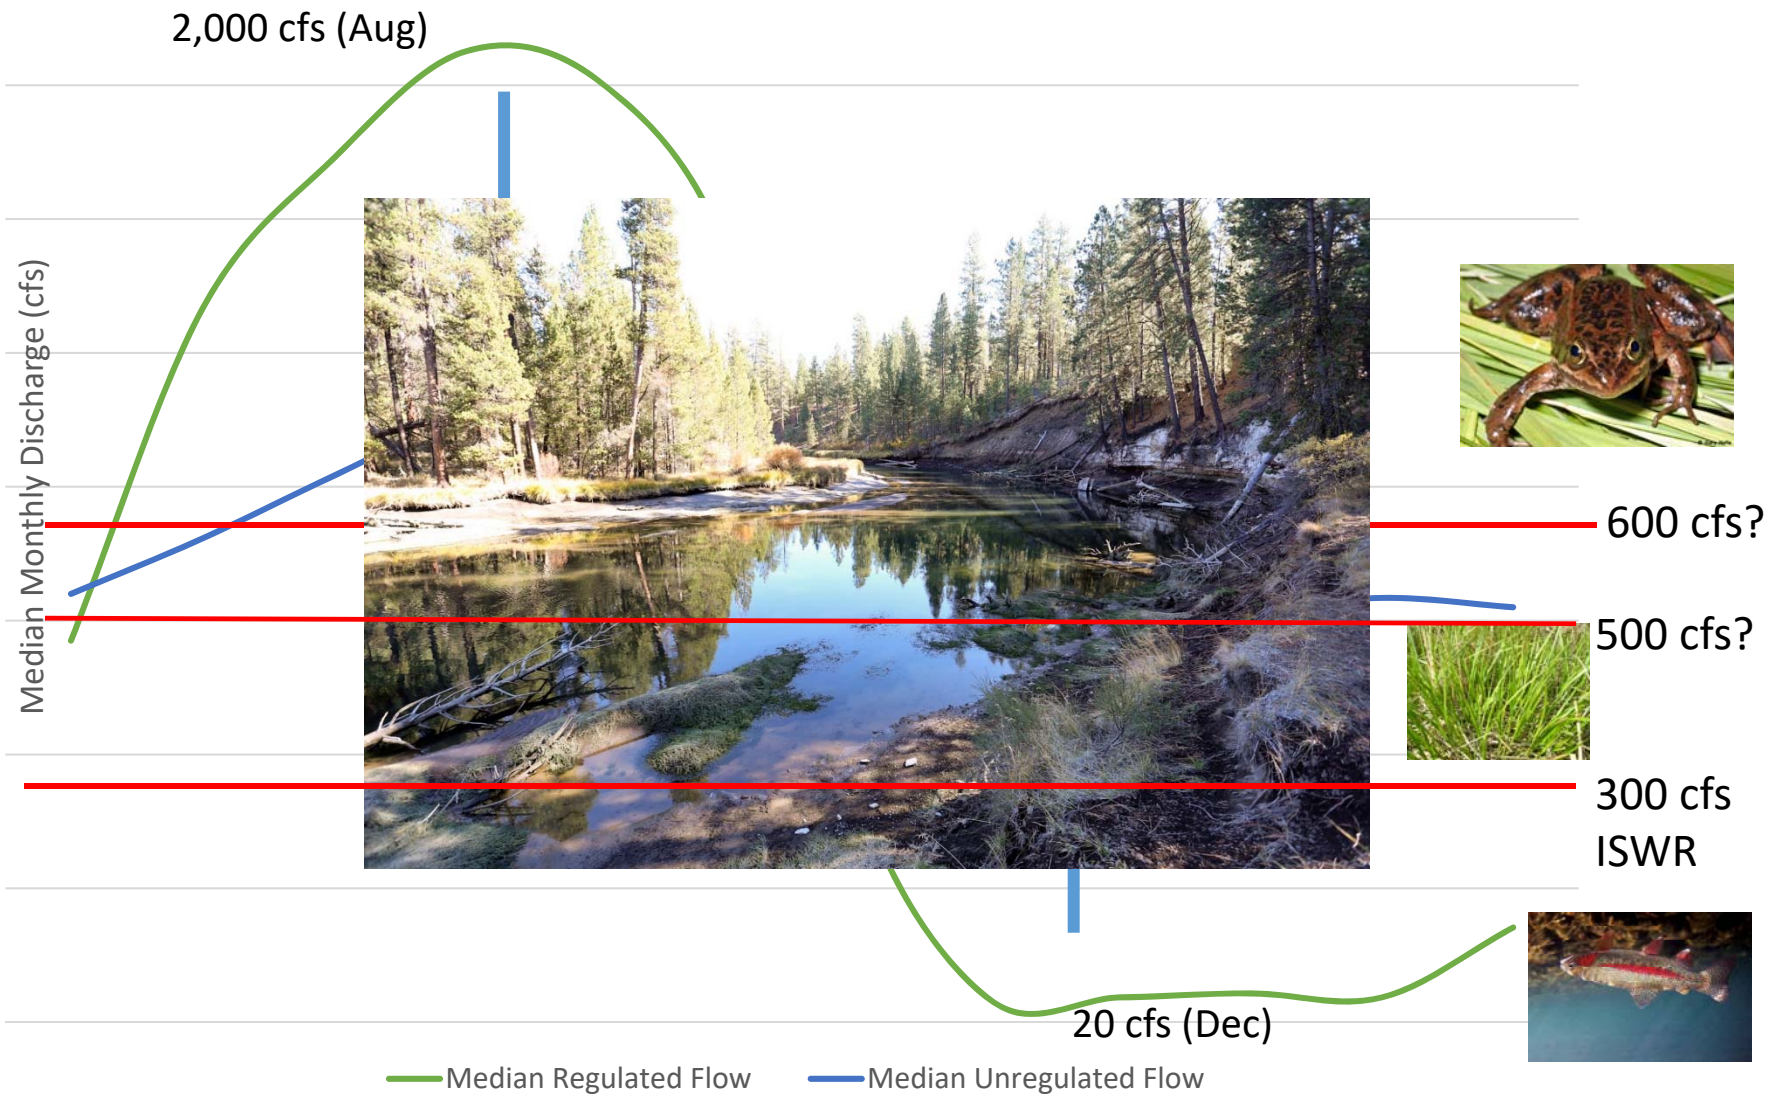 2,000 cfs (Aug)
Median Monthly Discharge (cfs)
600 cfs?
500 cfs?
300 cfs
ISWR
20 cfs (Dec)
Median Regulated Flow
Median Unregulated Flow